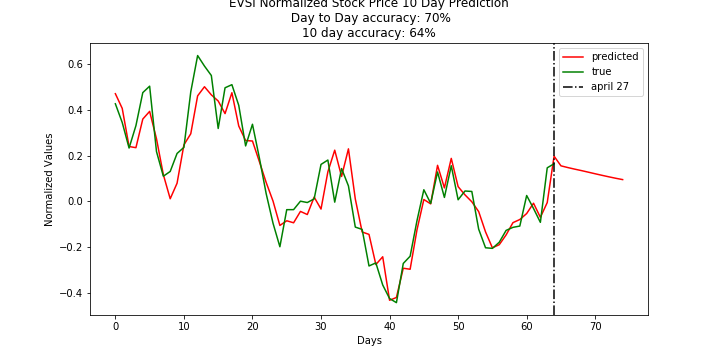 EVSI Normalized Stock Price 10 Day Prediction
Day to Day accuracy: 70%
10 day accuracy: 64%
predicted
true
april 27
Normalized Values
0.6
0.4
0.2
0.0
−0.2
−0.4
0 10 20 30 40 50 60 70
Days